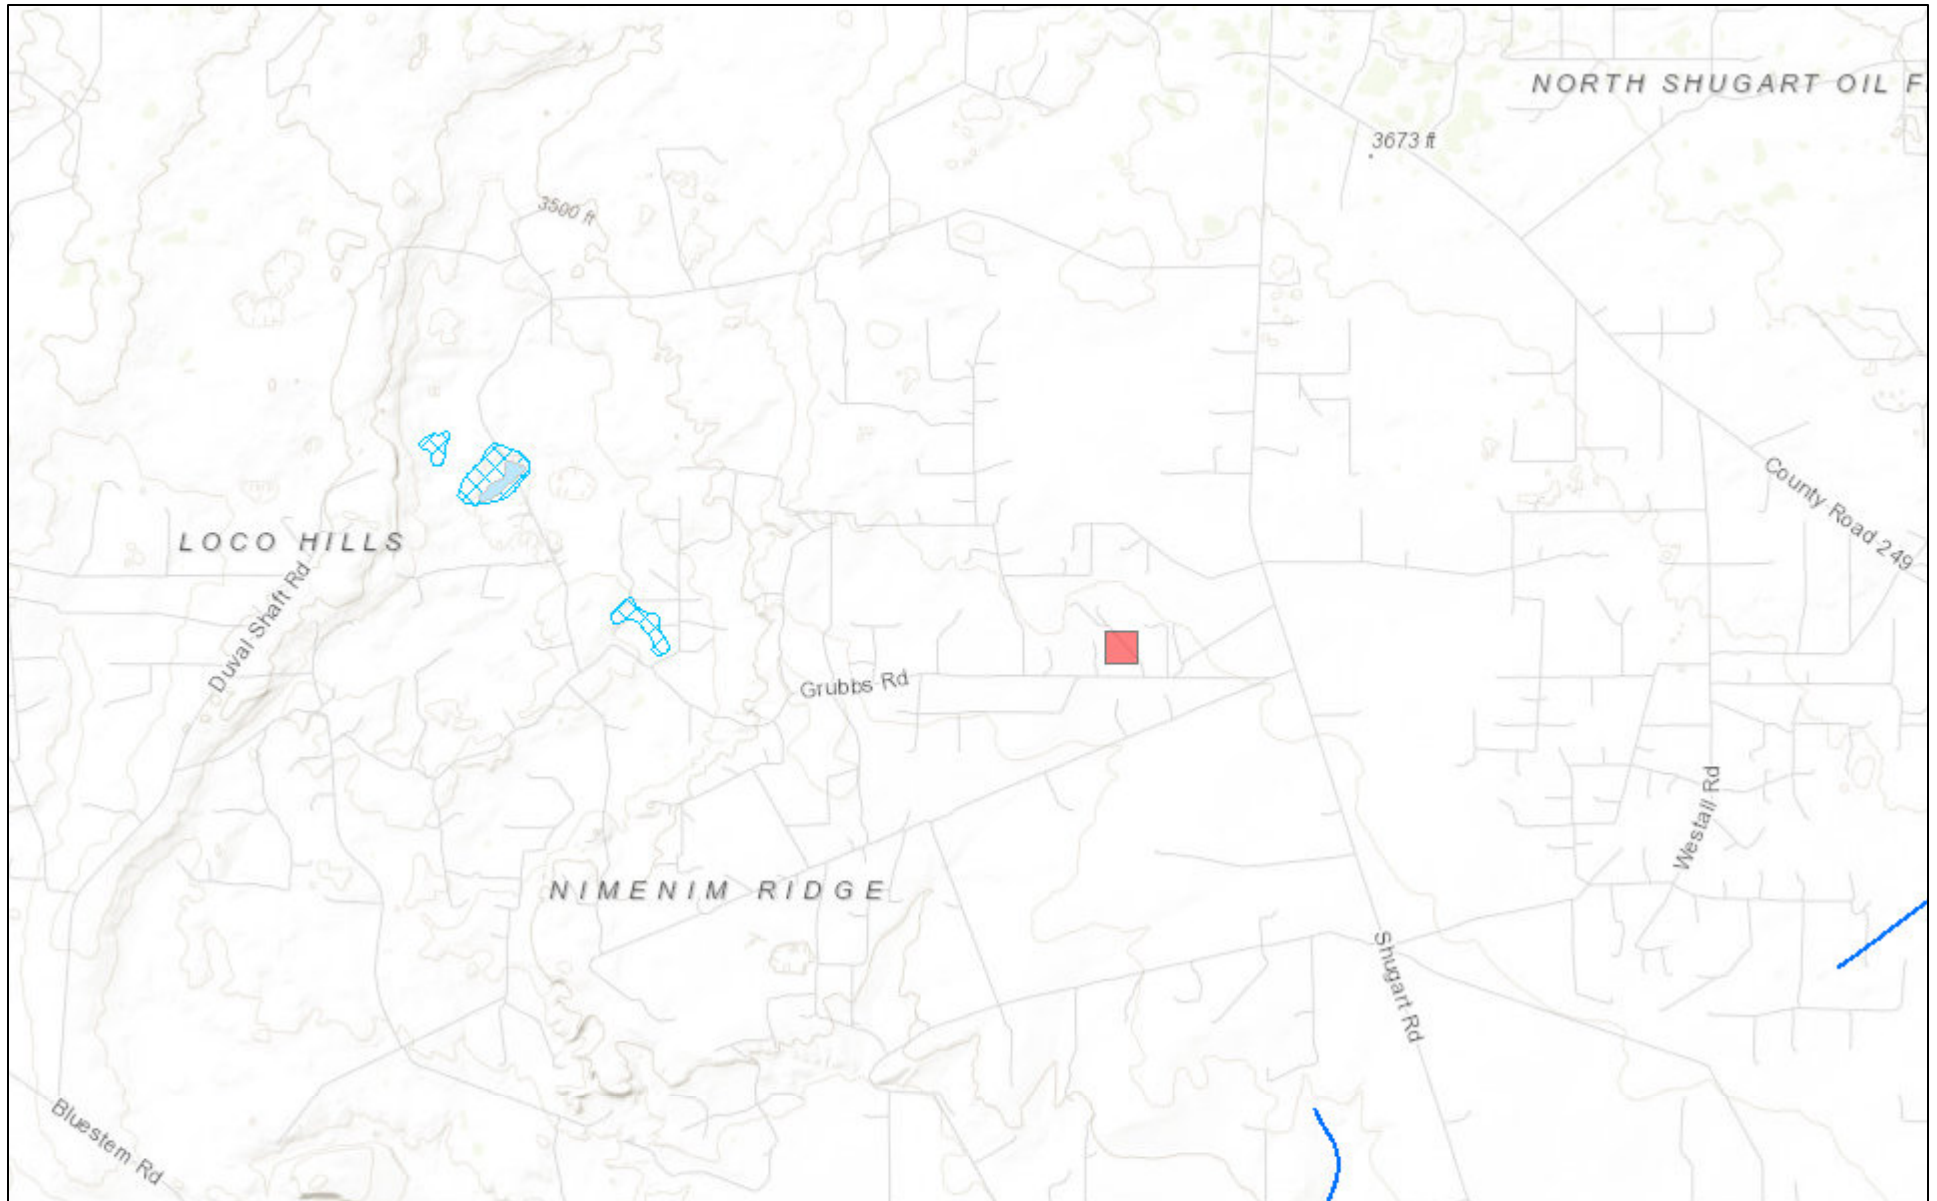 NORTH SHUGART OIL F
3673 ft
3500 ft
County Road 249
LOCO HILLS
Duval Shaft Rd
Grubbs Rd
Westall Rd
NIMENIM RIDGE
Shugart Rd
Bluestem Rd